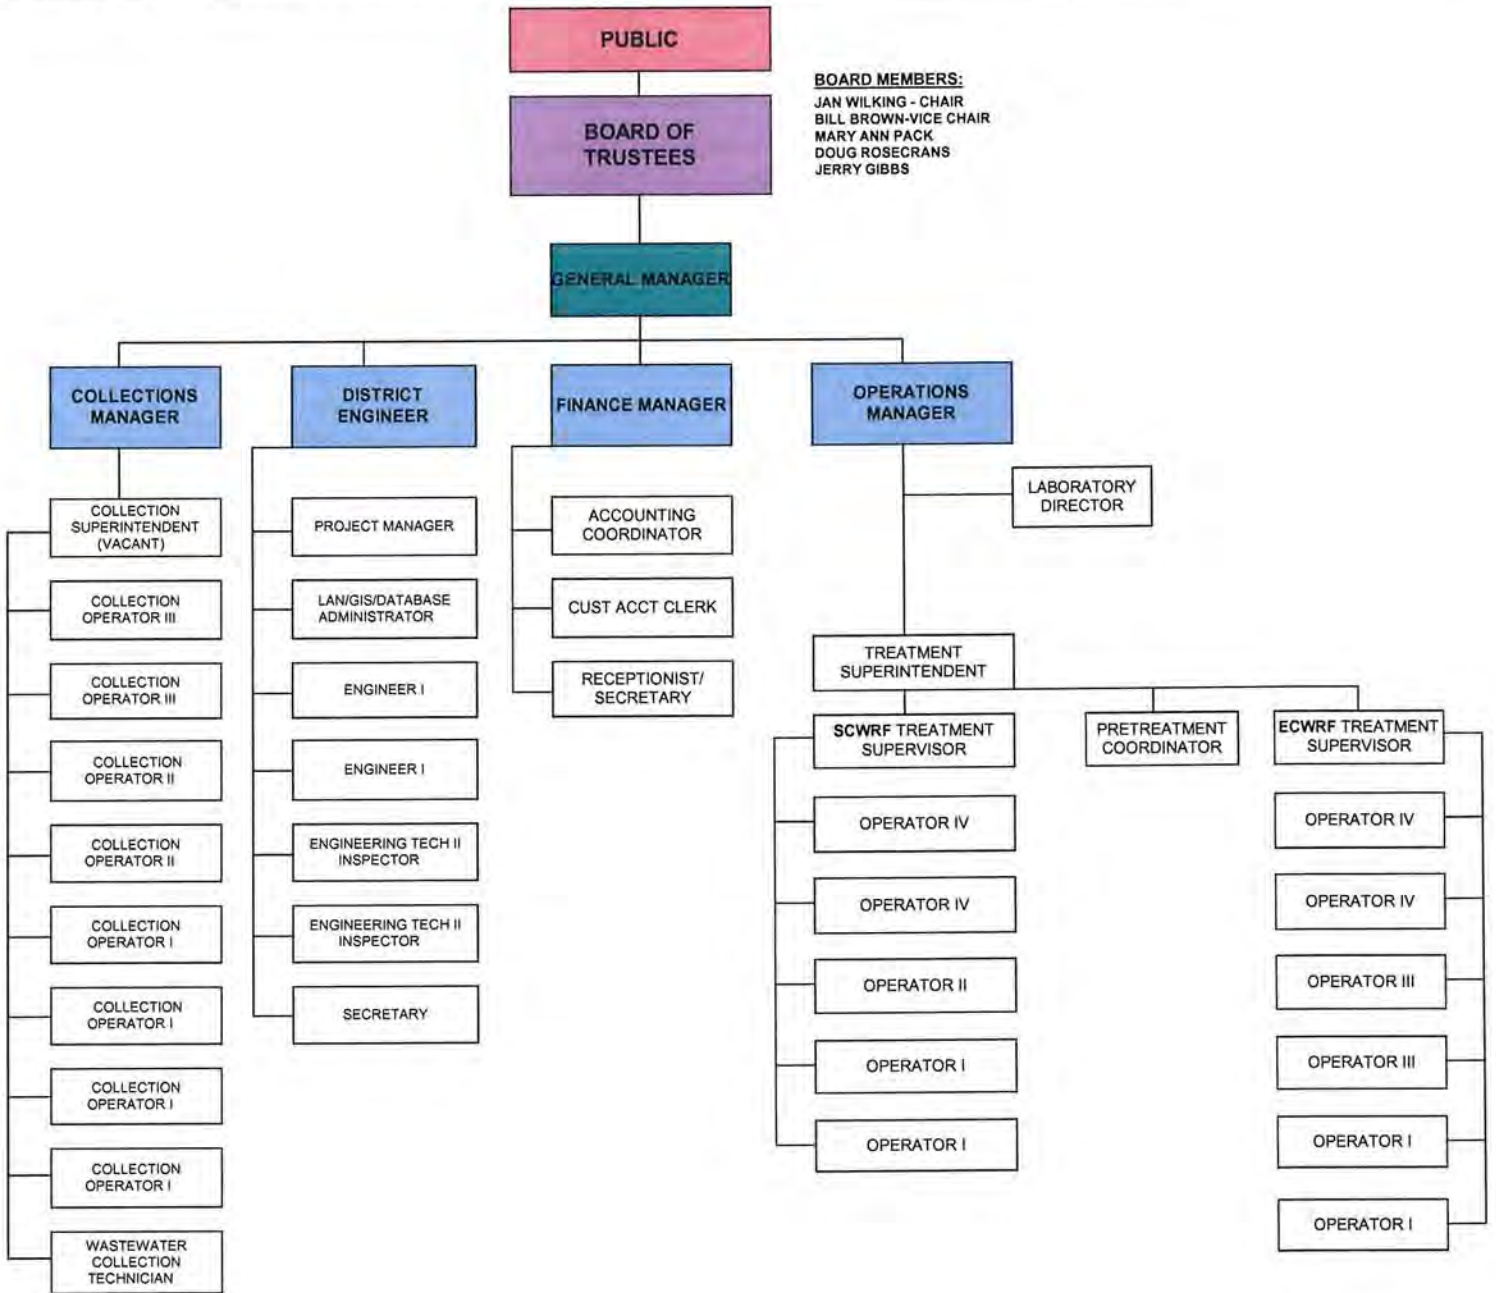 PUBLIC
BOARD OF
TRUSTEES
BOARD MEMBERS:
JAN WILKING - CHAIR
BILL BROWN-VICE CHAIR
MARY ANN PACK
DOUG ROSECRANS
JERRY GIBBS
GENERAL MANAGER
COLLECTIONS
MANAGER
DISTRICT
ENGINEER
FINANCE MANAGER
OPERATIONS
MANAGER
COLLECTION
SUPERINTENDENT
(VACANT)
COLLECTION
OPERATOR III
COLLECTION
OPERATOR III
COLLECTION
OPERATOR II
COLLECTION
OPERATOR II
COLLECTION
OPERATOR I
COLLECTION
OPERATOR I
COLLECTION
OPERATOR I
COLLECTION
OPERATOR I
WASTEWATER
COLLECTION
TECHNICIAN
PROJECT MANAGER
LAN/GIS/DATABASE
ADMINISTRATOR
ENGINEER I
ENGINEER I
ENGINEERING TECH II
INSPECTOR
ENGINEERING TECH II
INSPECTOR
SECRETARY
ACCOUNTING
COORDINATOR
CUST ACCT CLERK
RECEPTIONIST/
SECRETARY
LABORATORY
DIRECTOR
TREATMENT
SUPERINTENDENT
SCWRF TREATMENT
SUPERVISOR
OPERATOR IV
OPERATOR IV
OPERATOR II
OPERATOR I
OPERATOR I
PRETREATMENT
COORDINATOR
ECWRF TREATMENT
SUPERVISOR
OPERATOR IV
OPERATOR IV
OPERATOR III
OPERATOR III
OPERATOR I
OPERATOR I